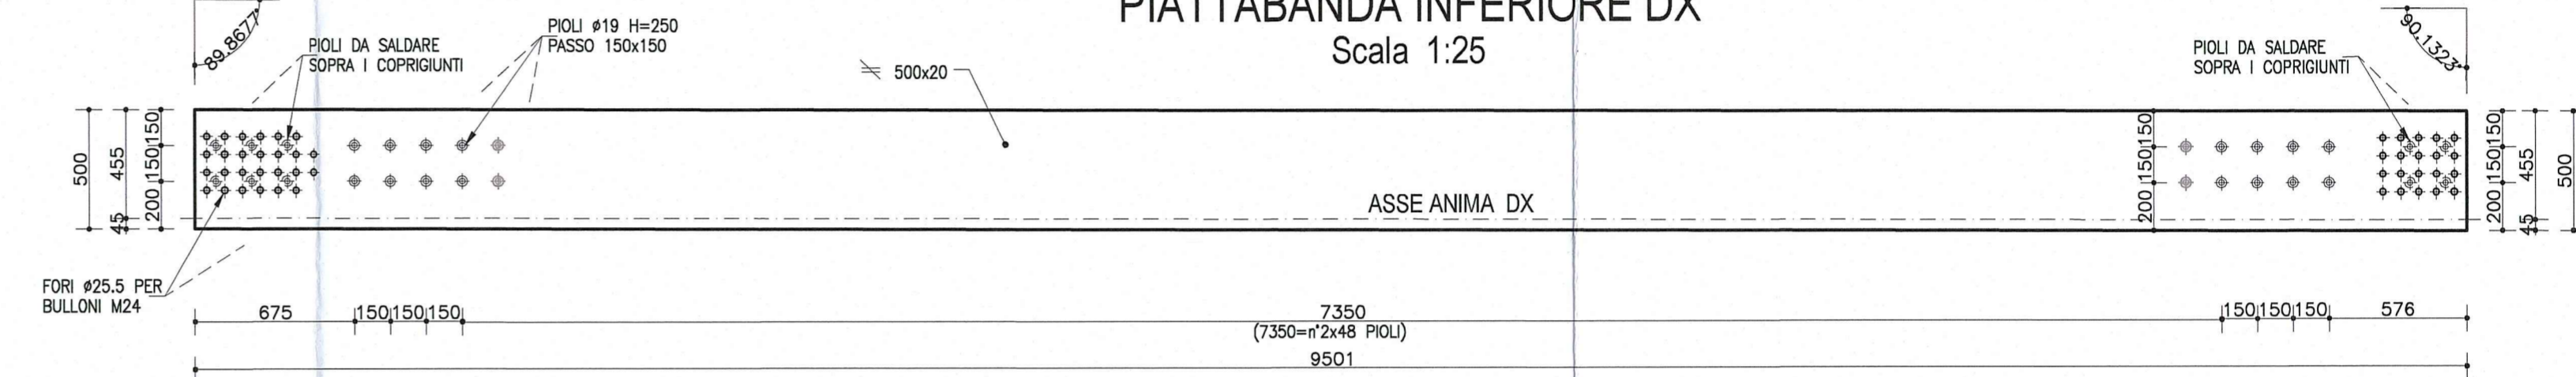 PIATTABANDA INFERIORE DX
Scala 1:25
89.8677°
PIOLI DA SALDARE
SOPRA I COPRIGIUNTI
PIOLI ø19 H=250
PASSO 150x150
500x20
PIOLI DA SALDARE
SOPRA I COPRIGIUNTI
90.1323°
500
455
45
150
150
200
ASSE ANIMA DX
150
150
200
150
150
200
455
45
500
FORI ø25.5 PER
BULLONI M24
675
150
150
150
7350
(7350=n°2x48 PIOLI)
150
150
150
576
9501